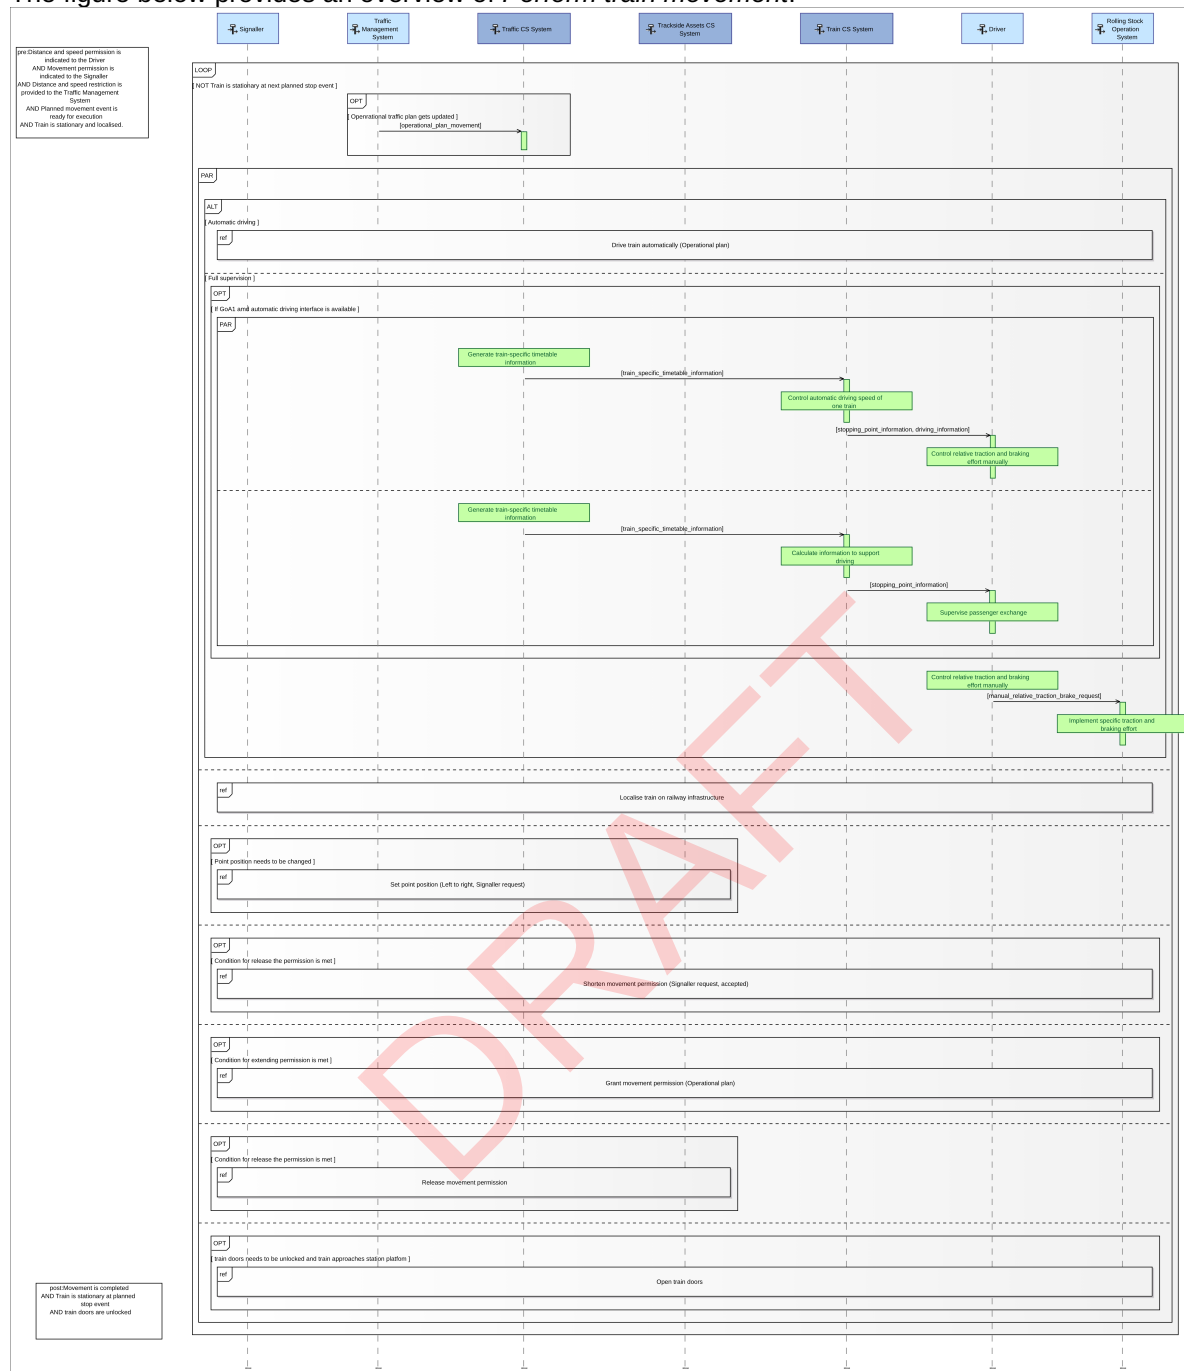 The figure below provides an overview of Perform train movement.
Signaller
Traffic
Management
System
Traffic CS System
Trackside Assets CS
System
Train CS System
Driver
Rolling Stock
Operation
System
pre:Distance and speed permission is
indicated to the Driver
AND Movement permission is
indicated to the Signaller
AND Distance and speed restriction is
provided to the Traffic Management
System
AND Planned movement event is
ready for execution
AND Train is stationary and localised.
LOOP
[ NOT Train is stationary at next planned stop event ]
OPT
[ Openrational traffic plan gets updated ]
[operational_plan_movement]
PAR
ALT
[ Automatic driving ]
ref
Drive train automatically (Operational plan)
[ Full supervision ]
OPT
[ If GoA1 amd automatic driving interface is available ]
PAR
Generate train-specific timetable
information
[train_specific_timetable_information]
Control automatic driving speed of
one train
[stopping_point_information, driving_information]
Control relative traction and braking
effort manually
Generate train-specific timetable
information
[train_specific_timetable_information]
Calculate information to support
driving
[stopping_point_information]
Supervise passenger exchange
Control relative traction and braking
effort manually
[manual_relative_traction_brake_request]
Implement specific traction and
braking effort
ref
Localise train on railway infrastructure
OPT
[ Point position needs to be changed ]
ref
Set point position (Left to right, Signaller request)
OPT
[ Condition for release the permission is met ]
ref
Shorten movement permission (Signaller request, accepted)
OPT
[ Condition for extending permission is met ]
ref
Grant movement permission (Operational plan)
OPT
[ Condition for release the permission is met ]
ref
Release movement permission
OPT
[ train doors needs to be unlocked and train approaches station platfom ]
ref
Open train doors
post:Movement is completed
AND Train is stationary at planned
stop event
AND train doors are unlocked
DRAFT